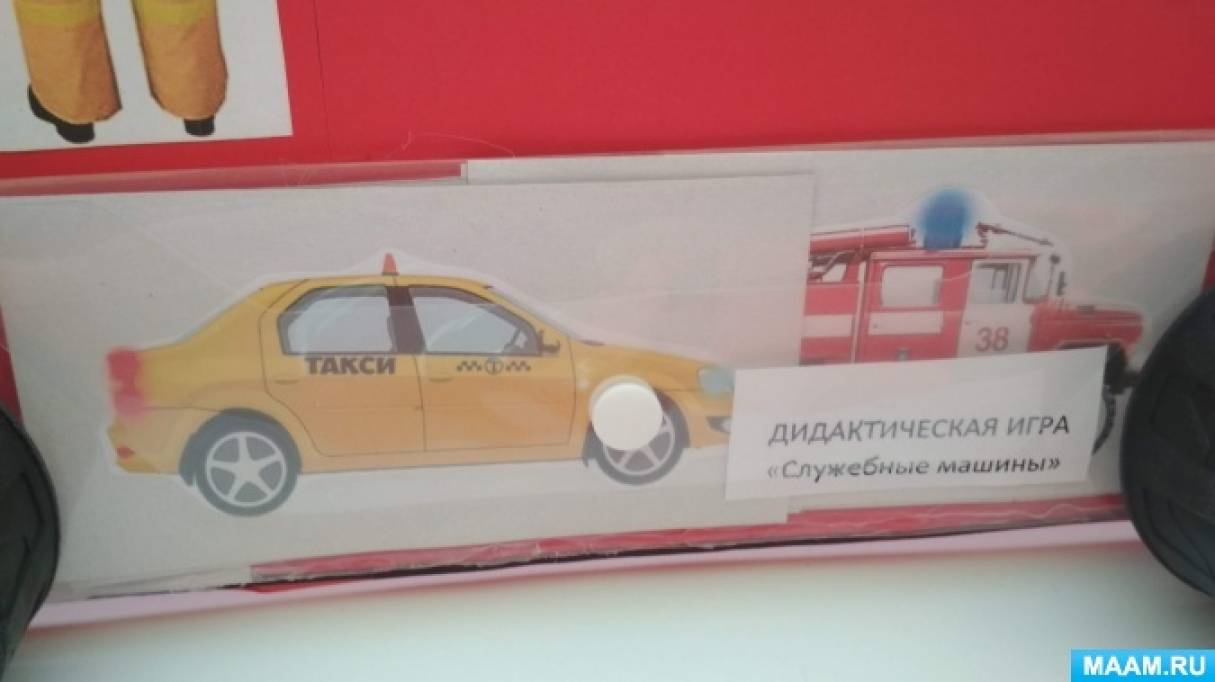 ТАКСИ
Т
38
ДИДАКТИЧЕСКАЯ ИГРА
«Служебные машины»
MAAM.RU